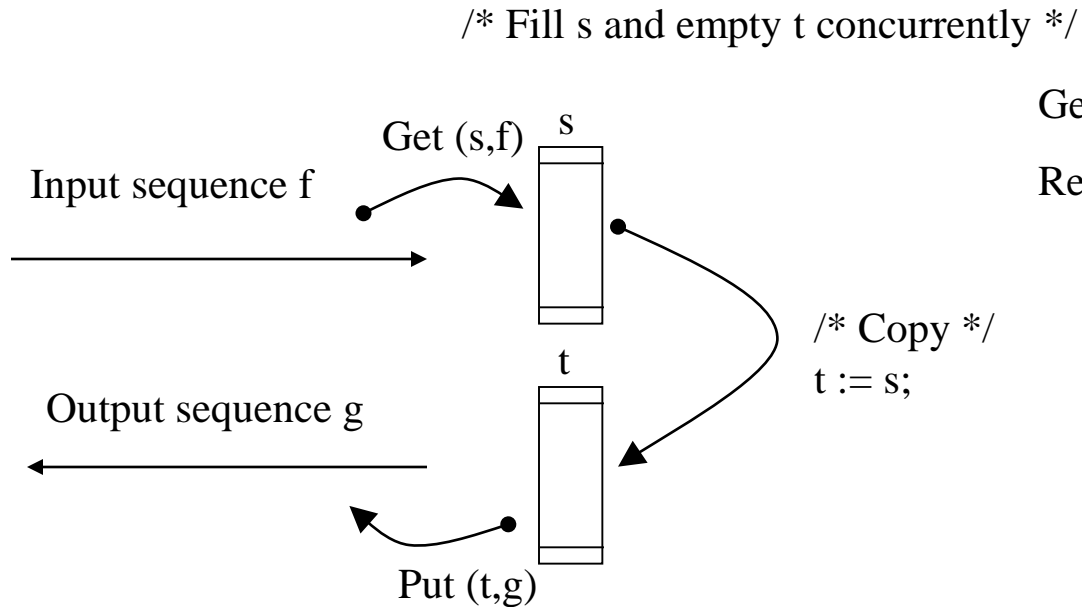 /* Fill s and empty t concurrently */
Ge
Re
Get (s,f)
s
Input sequence f
/* Copy */
t := s;
t
Output sequence g
Put (t,g)